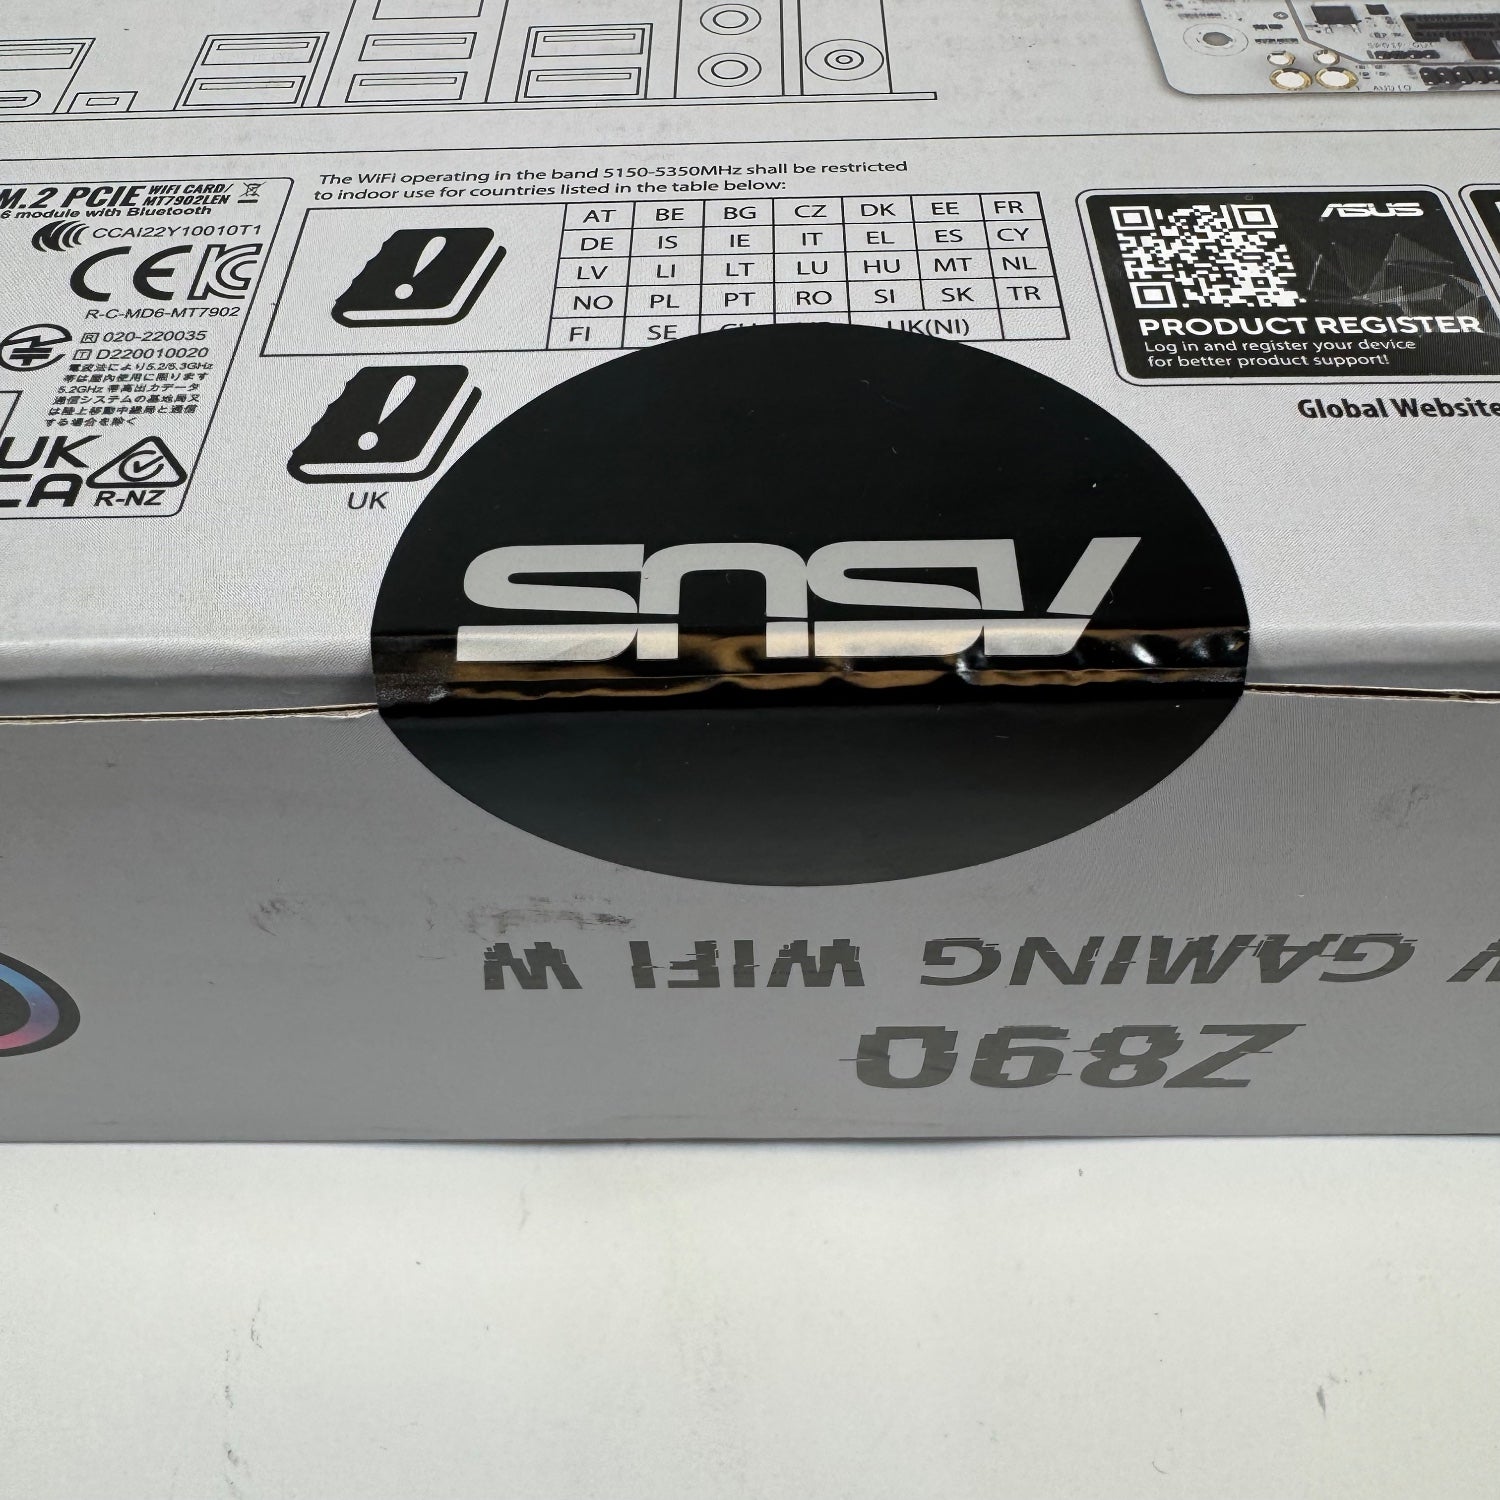 M.2 PCIE WIFI CARD/
MT7902LEN
6 module with Bluetooth
CCAI22Y10010T1
R-C-MD6-MT7902
R 020-220035
T D220010020
電波法により5.2/5.3GHz
帯は屋内使用に限ります
5.2GHz 帯高出力データ
通信システムの基地局又
は陸上移動中継局と通信
する場合を除く
UK
CA
R-NZ
The WiFi operating in the band 5150-5350MHz shall be restricted
to indoor use for countries listed in the table below:
AT BE BG CZ DK EE FR
DE IS IE IT EL ES CY
LV LI LT LU HU MT NL
NO PL PT RO SI SK TR
FI SE UK(NI)
UK
ASUS
PRODUCT REGISTER
Log in and register your device
for better product support!
Global Website
AUDIO
ASUS
GAMING WIFI W
Z890